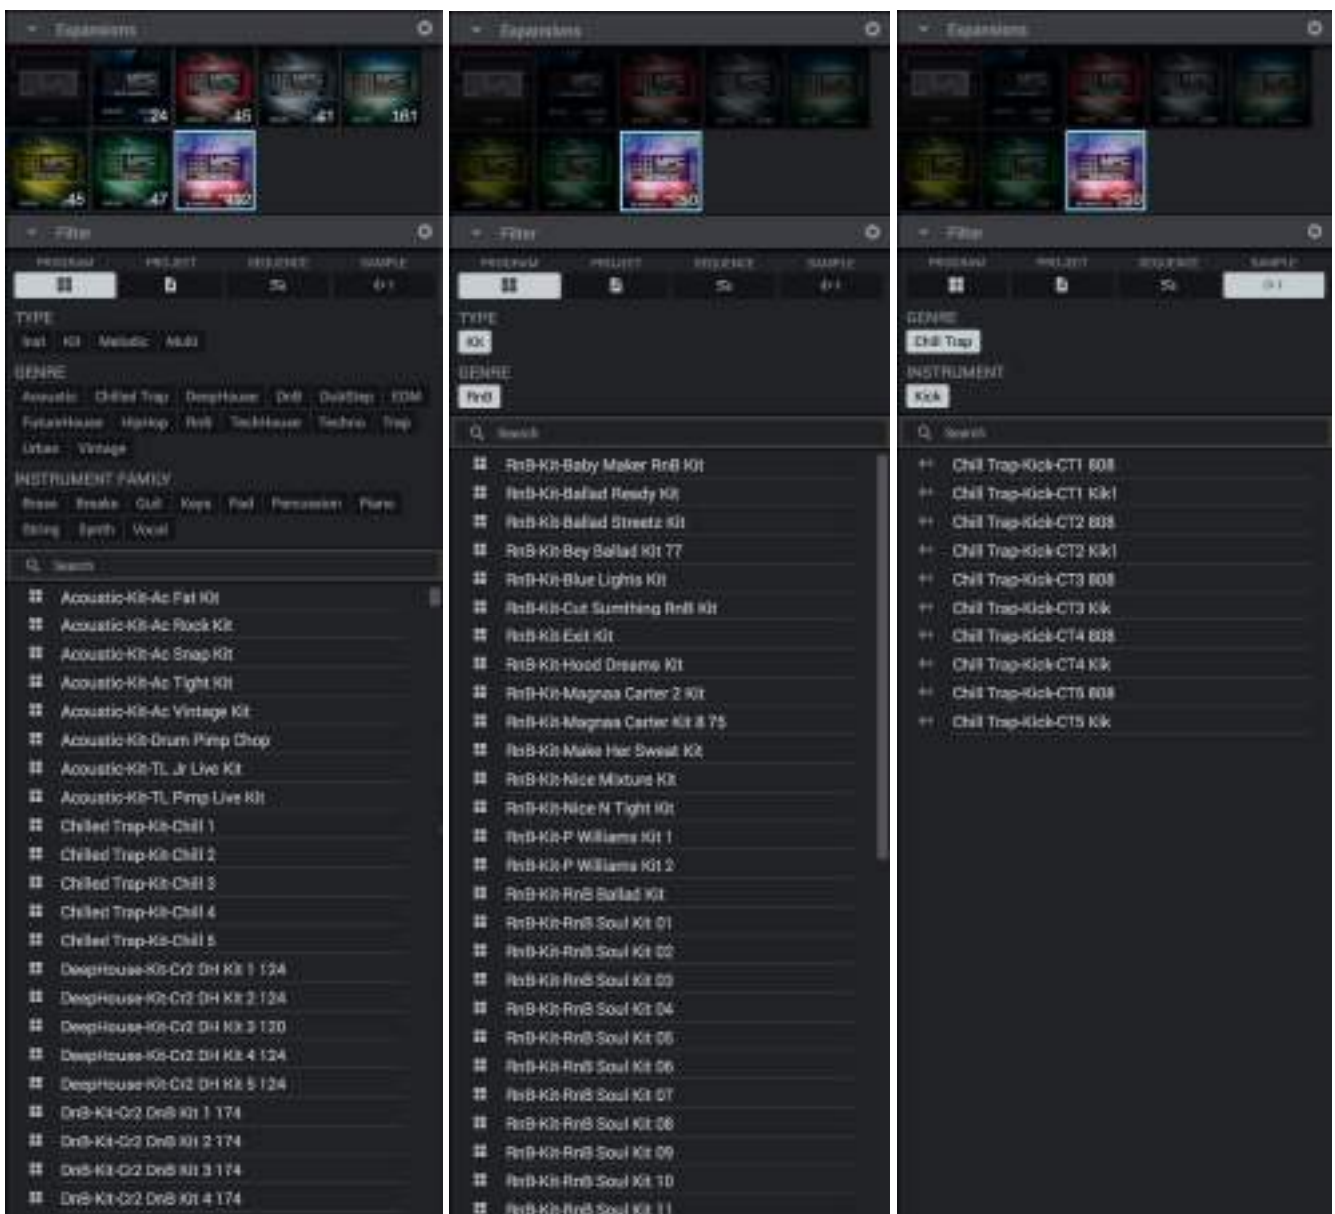 Expansions
24
45
41
161
45
47
Filter
PROGRAM PROJECT SEQUENCE SAMPLE
TYPE
Inst Kit Melodic Multi
GENRE
Acoustic Chilled Trap DeepHouse DnB DubStep EDM
FutureHouse HipHop RnB TechHouse Techno Trap
Urban Vintage
INSTRUMENT FAMILY
Brass Breaks Guit Keys Pad Percussion Piano
String Synth Vocal
Search
Acoustic-Kit-Ac Fat Kit
Acoustic-Kit-Ac Rock Kit
Acoustic-Kit-Ac Snap Kit
Acoustic-Kit-Ac Tight Kit
Acoustic-Kit-Ac Vintage Kit
Acoustic-Kit-Drum Pimp Chop
Acoustic-Kit-TL Jr Live Kit
Acoustic-Kit-TL Pimp Live Kit
Chilled Trap-Kit-Chill 1
Chilled Trap-Kit-Chill 2
Chilled Trap-Kit-Chill 3
Chilled Trap-Kit-Chill 4
Chilled Trap-Kit-Chill 5
DeepHouse-Kit-Cr2 DH Kit 1 124
DeepHouse-Kit-Cr2 DH Kit 2 124
DeepHouse-Kit-Cr2 DH Kit 3 120
DeepHouse-Kit-Cr2 DH Kit 4 124
DeepHouse-Kit-Cr2 DH Kit 5 124
DnB-Kit-Cr2 DnB Kit 1 174
DnB-Kit-Cr2 DnB Kit 2 174
DnB-Kit-Cr2 DnB Kit 3 174
DnB-Kit-Cr2 DnB Kit 4 174
Expansions
Filter
PROGRAM PROJECT SEQUENCE SAMPLE
TYPE
Kit
GENRE
RnB
Search
RnB-Kit-Baby Maker RnB Kit
RnB-Kit-Ballad Ready Kit
RnB-Kit-Ballad Streetz Kit
RnB-Kit-Bey Ballad Kit 77
RnB-Kit-Blue Lights Kit
RnB-Kit-Cut Sumthing RnB Kit
RnB-Kit-Exit Kit
RnB-Kit-Hood Dreams Kit
RnB-Kit-Magnaa Carter 2 Kit
RnB-Kit-Magnaa Carter Kit 8 75
RnB-Kit-Make Her Sweat Kit
RnB-Kit-Nice Mixture Kit
RnB-Kit-Nice N Tight Kit
RnB-Kit-P Williams Kit 1
RnB-Kit-P Williams Kit 2
RnB-Kit-RnB Ballad Kit
RnB-Kit-RnB Soul Kit 01
RnB-Kit-RnB Soul Kit 02
RnB-Kit-RnB Soul Kit 03
RnB-Kit-RnB Soul Kit 04
RnB-Kit-RnB Soul Kit 05
RnB-Kit-RnB Soul Kit 06
RnB-Kit-RnB Soul Kit 07
RnB-Kit-RnB Soul Kit 08
RnB-Kit-RnB Soul Kit 09
RnB-Kit-RnB Soul Kit 10
RnB-Kit-RnB Soul Kit 11
Expansions
Filter
PROGRAM PROJECT SEQUENCE SAMPLE
GENRE
Chill Trap
INSTRUMENT
Kick
Search
Chill Trap-Kick-CT1 808
Chill Trap-Kick-CT1 Kik1
Chill Trap-Kick-CT2 808
Chill Trap-Kick-CT2 Kik1
Chill Trap-Kick-CT3 808
Chill Trap-Kick-CT3 Kik
Chill Trap-Kick-CT4 808
Chill Trap-Kick-CT4 Kik
Chill Trap-Kick-CT5 808
Chill Trap-Kick-CT5 Kik